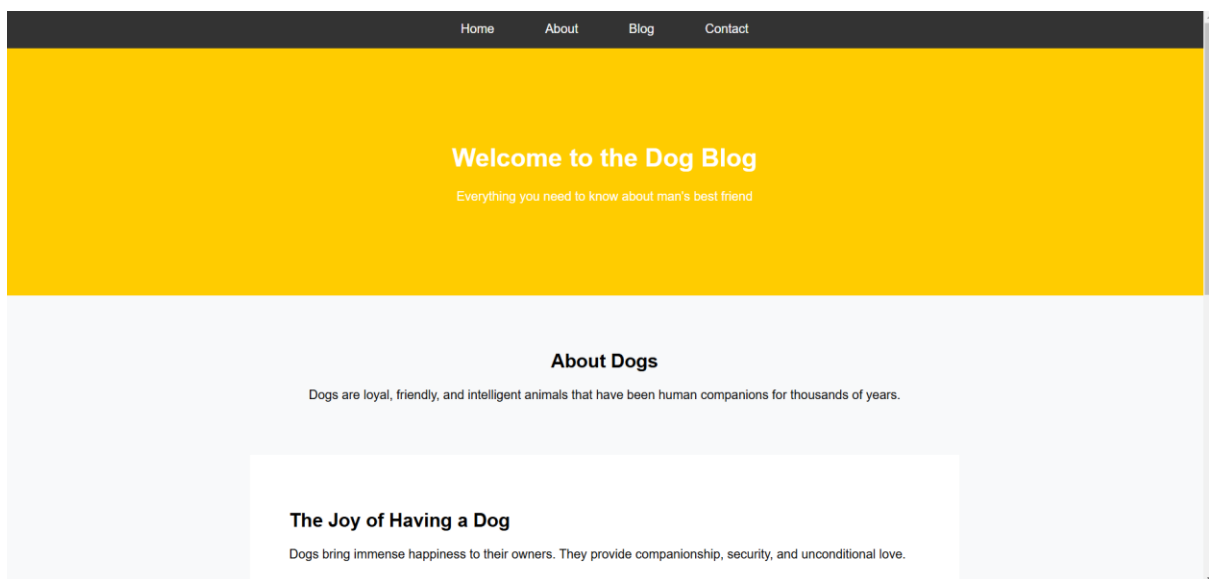 Home About Blog Contact
Welcome to the Dog Blog
Everything you need to know about man's best friend
About Dogs
Dogs are loyal, friendly, and intelligent animals that have been human companions for thousands of years.
The Joy of Having a Dog
Dogs bring immense happiness to their owners. They provide companionship, security, and unconditional love.